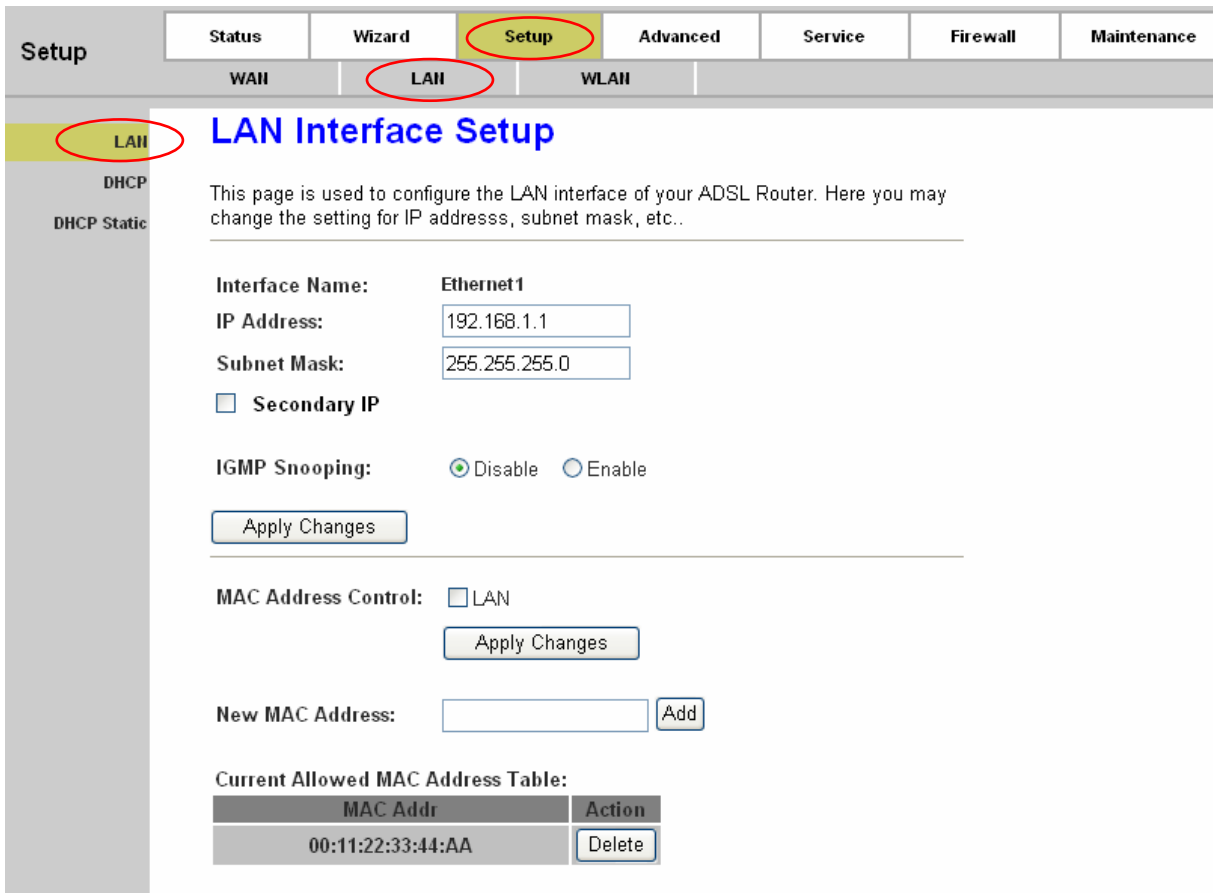 Setup
Status Wizard Setup Advanced Service Firewall Maintenance
WAN LAN WLAN
LAN
DHCP
DHCP Static
LAN Interface Setup
This page is used to configure the LAN interface of your ADSL Router. Here you may
change the setting for IP addresss, subnet mask, etc..
Interface Name: Ethernet1
IP Address: 192.168.1.1
Subnet Mask: 255.255.255.0
Secondary IP
IGMP Snooping: Disable Enable
Apply Changes
MAC Address Control: LAN
Apply Changes
New MAC Address: Add
Current Allowed MAC Address Table:
MAC Addr Action
00:11:22:33:44:AA Delete